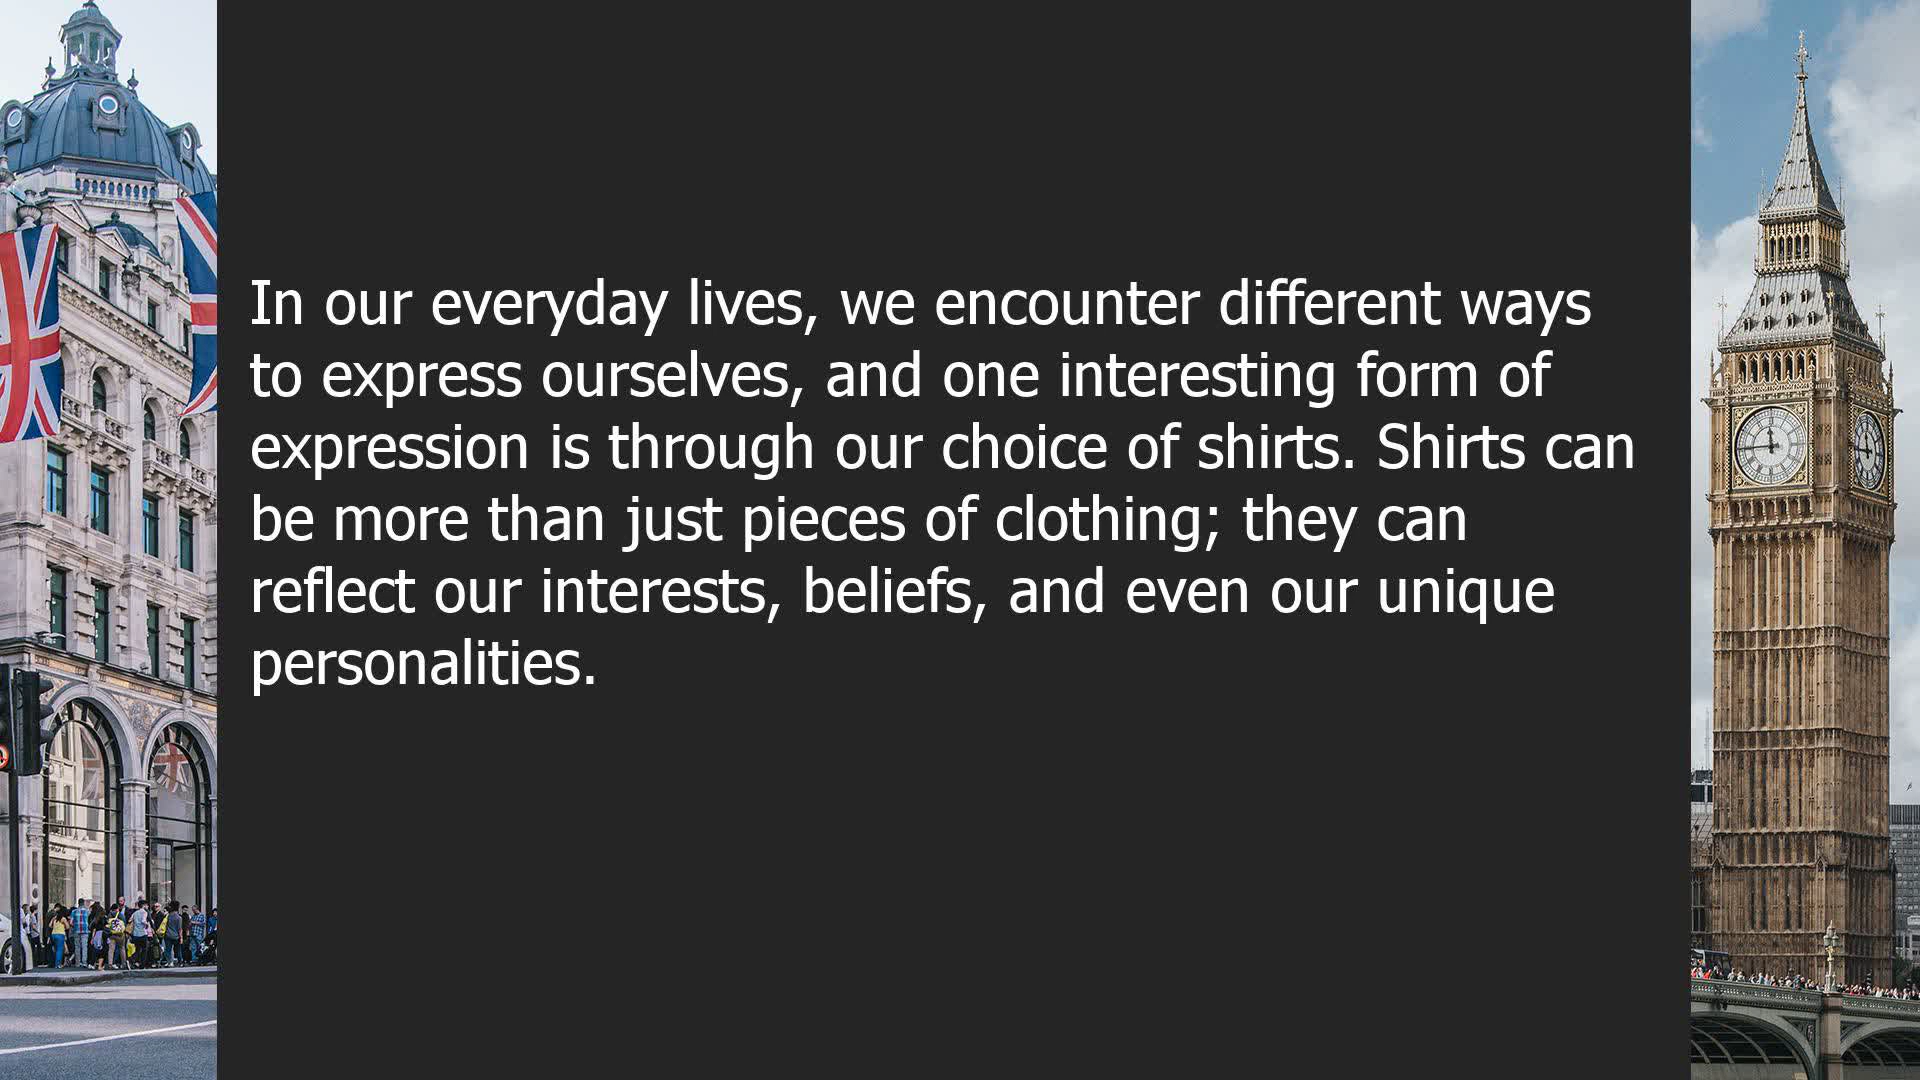 In our everyday lives, we encounter different ways
to express ourselves, and one interesting form of
expression is through our choice of shirts. Shirts can
be more than just pieces of clothing; they can
reflect our interests, beliefs, and even our unique
personalities.